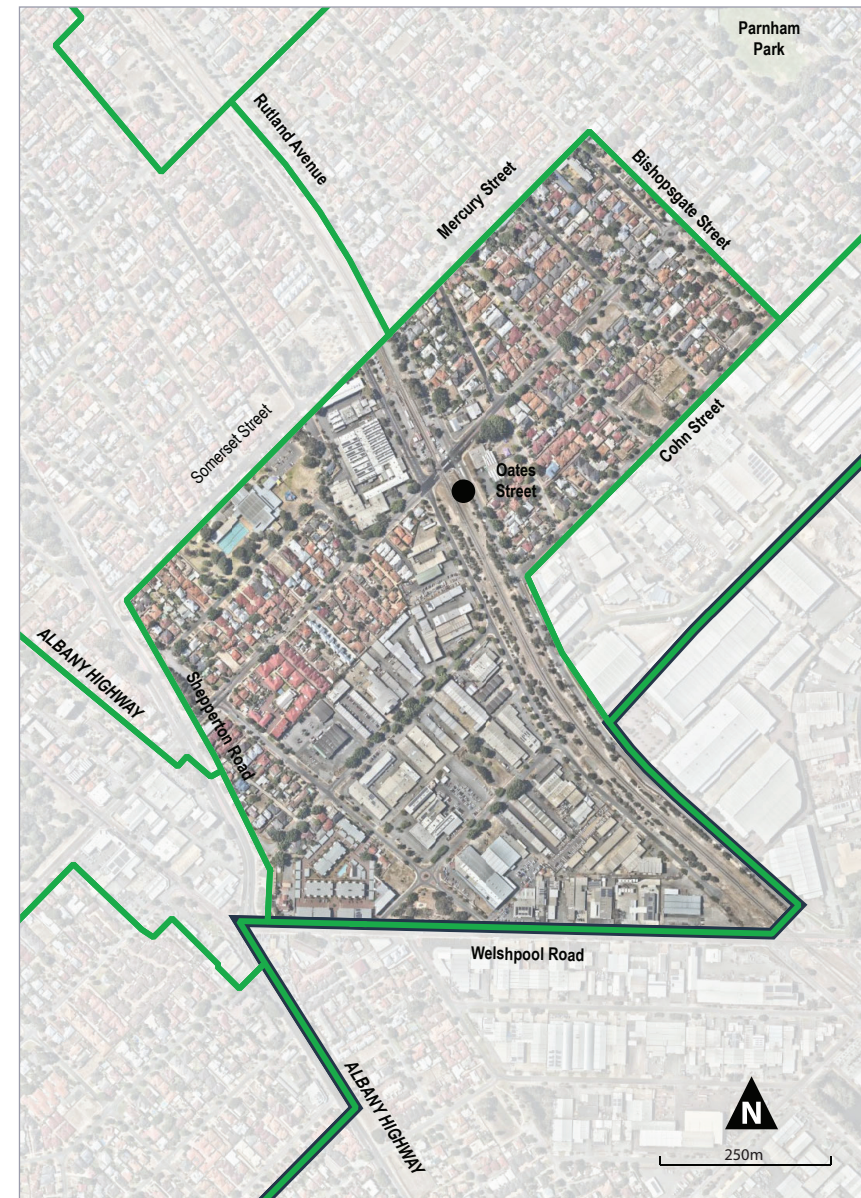 Parnham
Park
Rutland Avenue
Mercury Street
Bishopsgate Street
Somerset Street
Cohn Street
Oates
Street
ALBANY HIGHWAY
Shepperton Road
Welshpool Road
ALBANY HIGHWAY
N
250m